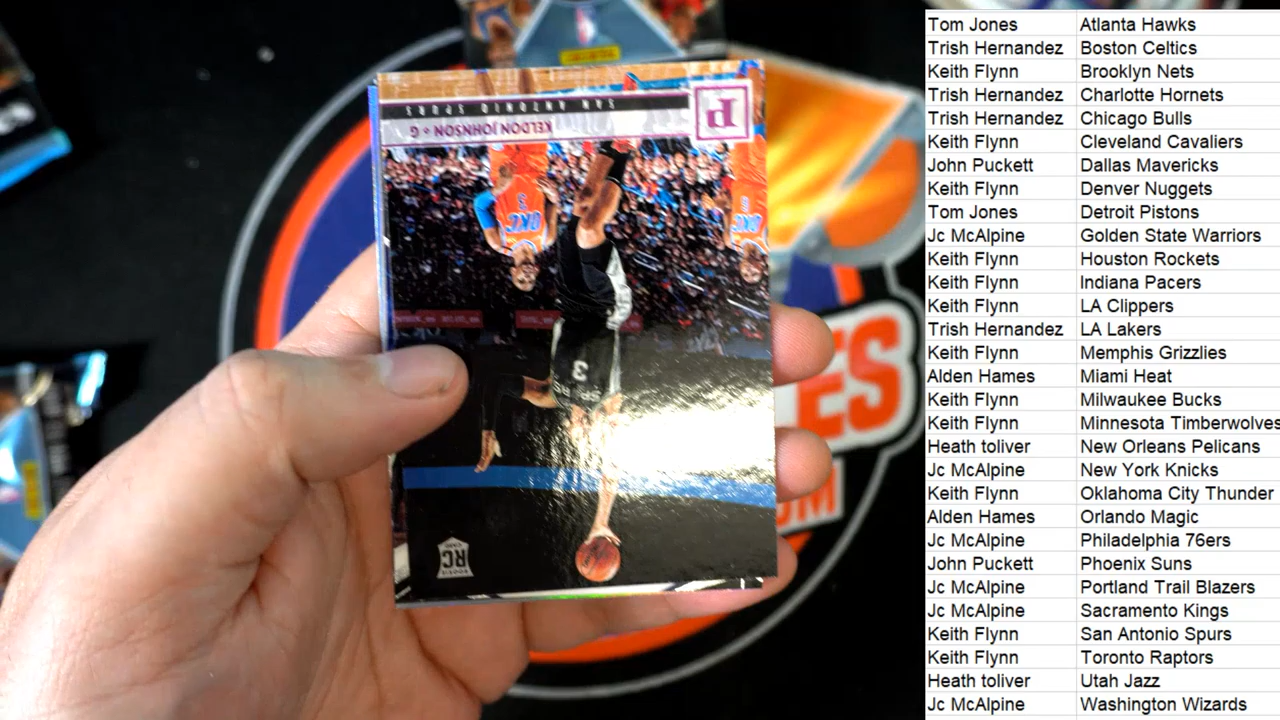 SAN ANTONIO SPURS
KELDON JOHNSON • G
P
OKC
3
3
ROOKIE
RC
CARD
ES
OM
Tom Jones Atlanta Hawks
Trish Hernandez Boston Celtics
Keith Flynn Brooklyn Nets
Trish Hernandez Charlotte Hornets
Trish Hernandez Chicago Bulls
Keith Flynn Cleveland Cavaliers
John Puckett Dallas Mavericks
Keith Flynn Denver Nuggets
Tom Jones Detroit Pistons
Jc McAlpine Golden State Warriors
Keith Flynn Houston Rockets
Keith Flynn Indiana Pacers
Keith Flynn LA Clippers
Trish Hernandez LA Lakers
Keith Flynn Memphis Grizzlies
Alden Hames Miami Heat
Keith Flynn Milwaukee Bucks
Keith Flynn Minnesota Timberwolves
Heath toliver New Orleans Pelicans
Jc McAlpine New York Knicks
Keith Flynn Oklahoma City Thunder
Alden Hames Orlando Magic
Jc McAlpine Philadelphia 76ers
John Puckett Phoenix Suns
Jc McAlpine Portland Trail Blazers
Jc McAlpine Sacramento Kings
Keith Flynn San Antonio Spurs
Keith Flynn Toronto Raptors
Heath toliver Utah Jazz
Jc McAlpine Washington Wizards